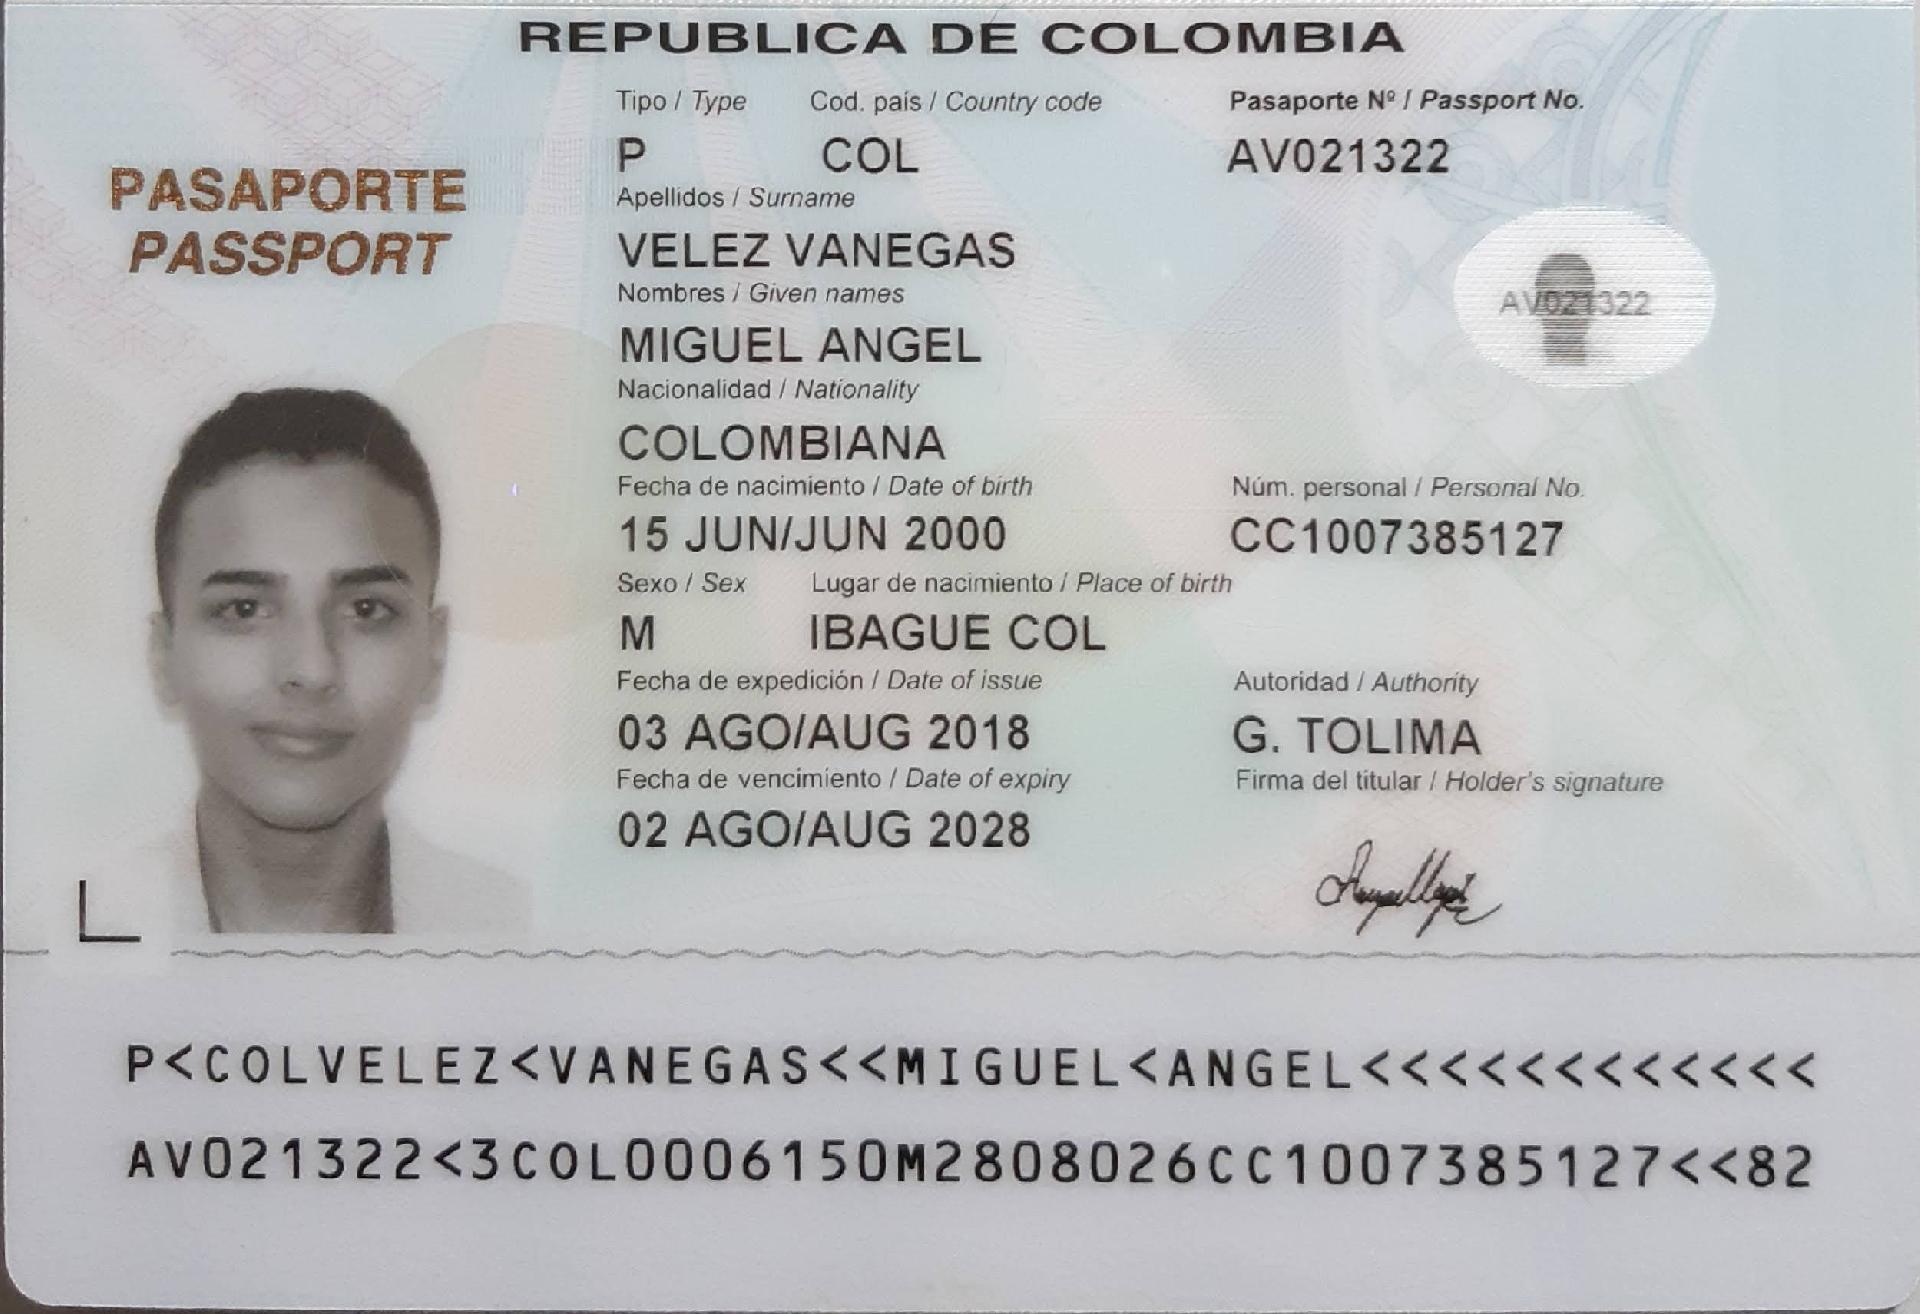 REPUBLICA DE COLOMBIA
PASAPORTE
PASSPORT
Tipo / Type Cod. país / Country code Pasaporte Nº / Passport No.
P COL AV021322
Apellidos / Surname
VELEZ VANEGAS
Nombres / Given names
MIGUEL ANGEL
AV021322
Nacionalidad / Nationality
COLOMBIANA
Fecha de nacimiento / Date of birth Núm. personal / Personal No.
15 JUN/JUN 2000 CC1007385127
Sexo / Sex Lugar de nacimiento / Place of birth
M IBAGUE COL
Fecha de expedición / Date of issue Autoridad / Authority
03 AGO/AUG 2018 G. TOLIMA
Fecha de vencimiento / Date of expiry Firma del titular / Holder's signature
02 AGO/AUG 2028
P<COLVELEZ<VANEGAS<<MIGUEL<ANGEL<<<<<<<<<<<<
AV021322<3COL0006150M2808026CC1007385127<<82